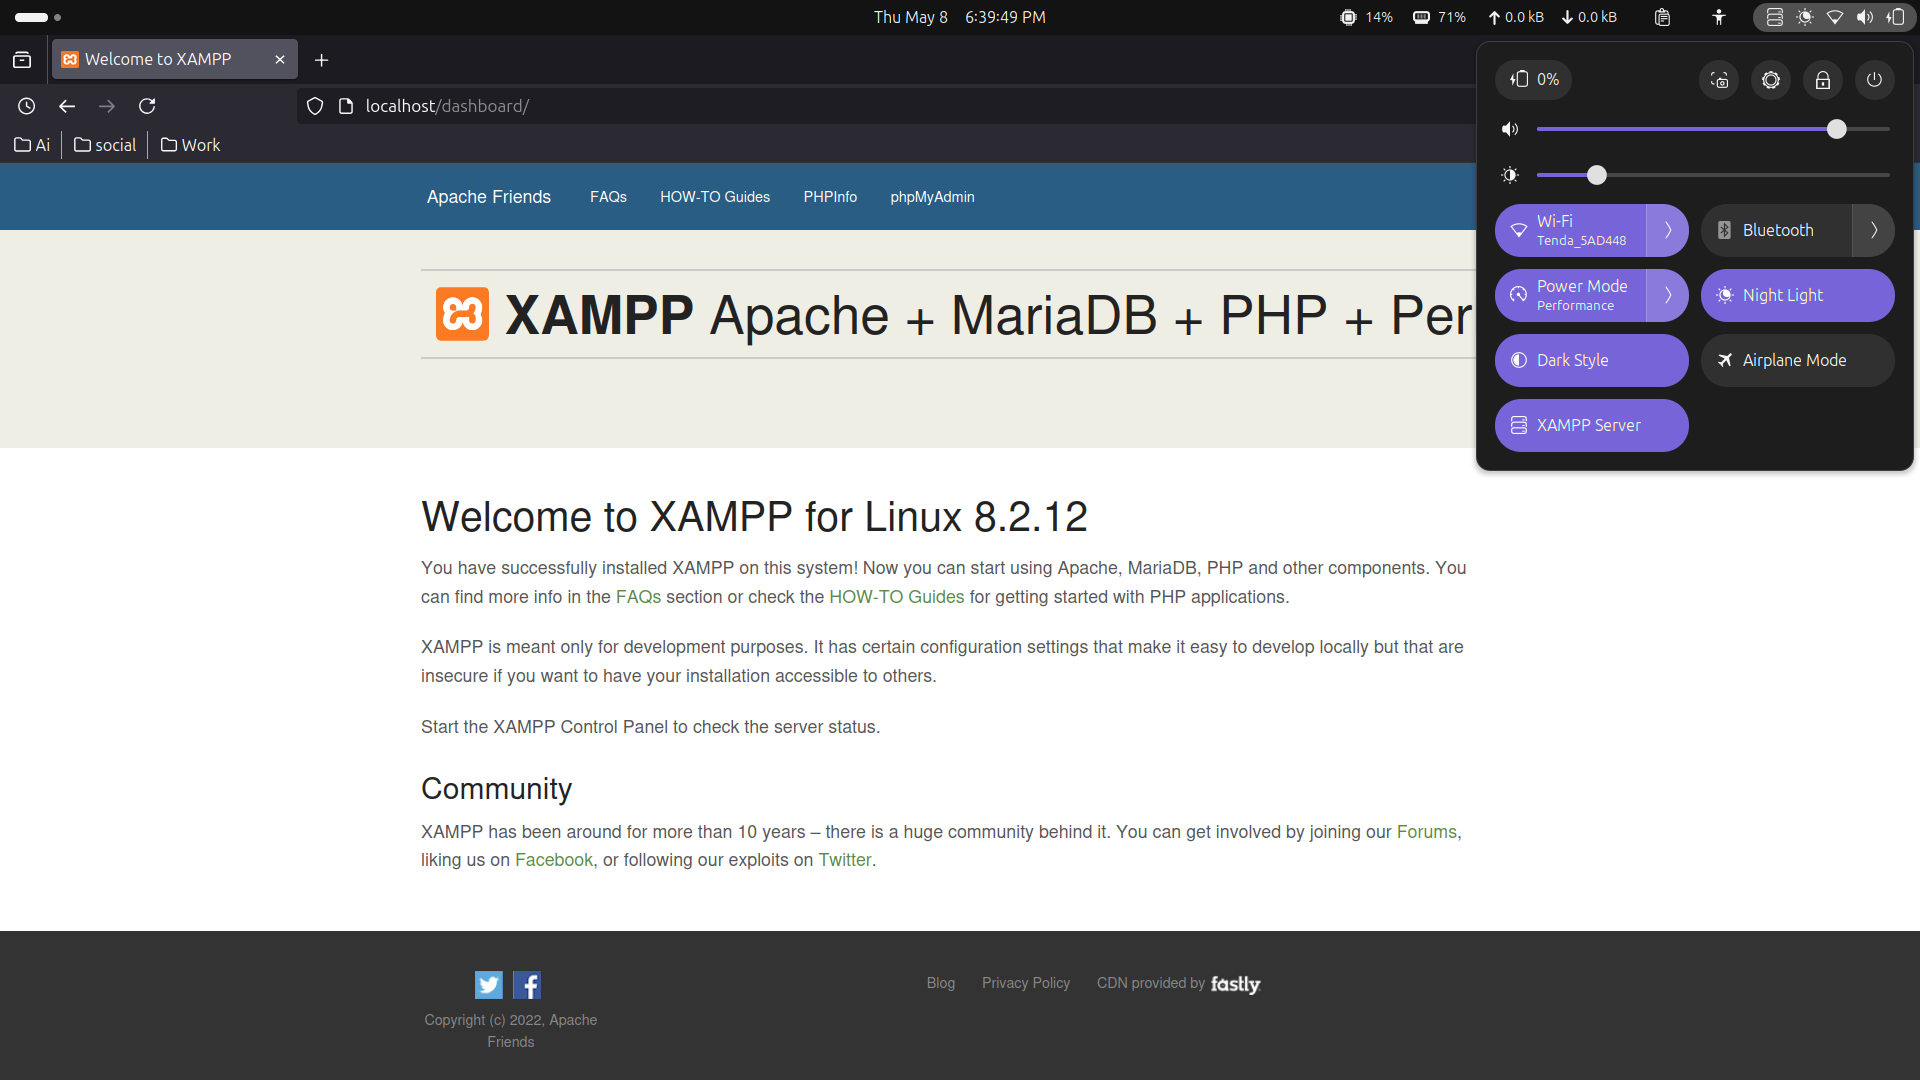 Thu May 8 6:39:49 PM
14% 71% 0.0 kB 0.0 kB
Welcome to XAMPP
localhost/dashboard/
Ai social Work
Apache Friends FAQs HOW-TO Guides PHPInfo phpMyAdmin
XAMPP Apache + MariaDB + PHP + Per
0%
Wi-Fi
Tenda_5AD448
Bluetooth
Power Mode
Performance
Night Light
Dark Style
Airplane Mode
XAMPP Server
Welcome to XAMPP for Linux 8.2.12
You have successfully installed XAMPP on this system! Now you can start using Apache, MariaDB, PHP and other components. You
can find more info in the FAQs section or check the HOW-TO Guides for getting started with PHP applications.
XAMPP is meant only for development purposes. It has certain configuration settings that make it easy to develop locally but that are
insecure if you want to have your installation accessible to others.
Start the XAMPP Control Panel to check the server status.
Community
XAMPP has been around for more than 10 years – there is a huge community behind it. You can get involved by joining our Forums,
liking us on Facebook, or following our exploits on Twitter.
Blog Privacy Policy CDN provided by fastly
Copyright (c) 2022, Apache
Friends